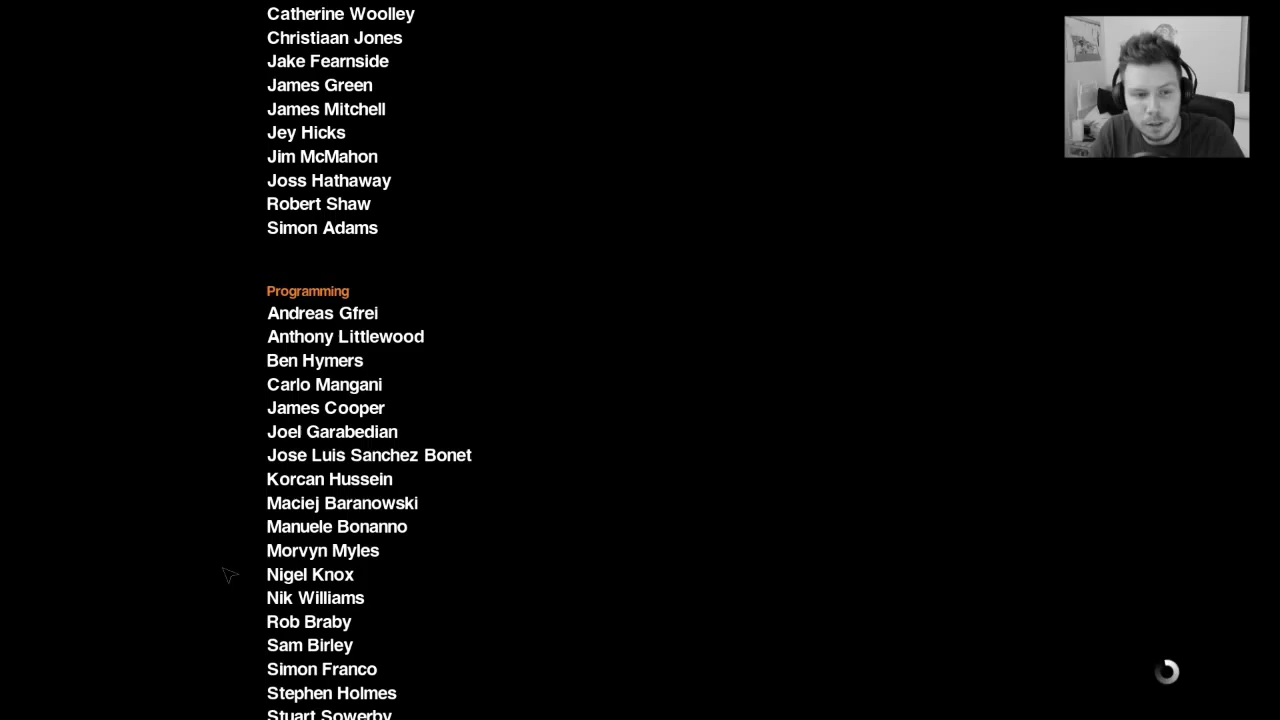 Catherine Woolley
Christiaan Jones
Jake Fearnside
James Green
James Mitchell
Jey Hicks
Jim McMahon
Joss Hathaway
Robert Shaw
Simon Adams
Programming
Andreas Gfrei
Anthony Littlewood
Ben Hymers
Carlo Mangani
James Cooper
Joel Garabedian
Jose Luis Sanchez Bonet
Korcan Hussein
Maciej Baranowski
Manuele Bonanno
Morvyn Myles
Nigel Knox
Nik Williams
Rob Braby
Sam Birley
Simon Franco
Stephen Holmes
Stuart Sowerby